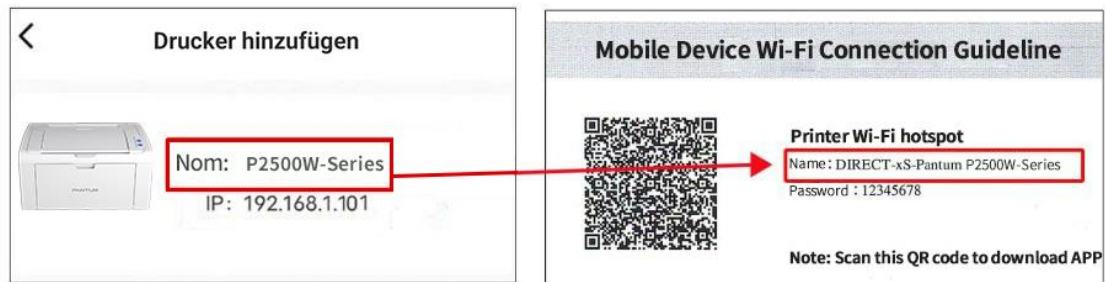 Drucker hinzufügen
PANTUM
Nom: P2500W-Series
IP: 192.168.1.101
Mobile Device Wi-Fi Connection Guideline
Printer Wi-Fi hotspot
Name: DIRECT-xS-Pantum P2500W-Series
Password : 12345678
Note: Scan this QR code to download APP